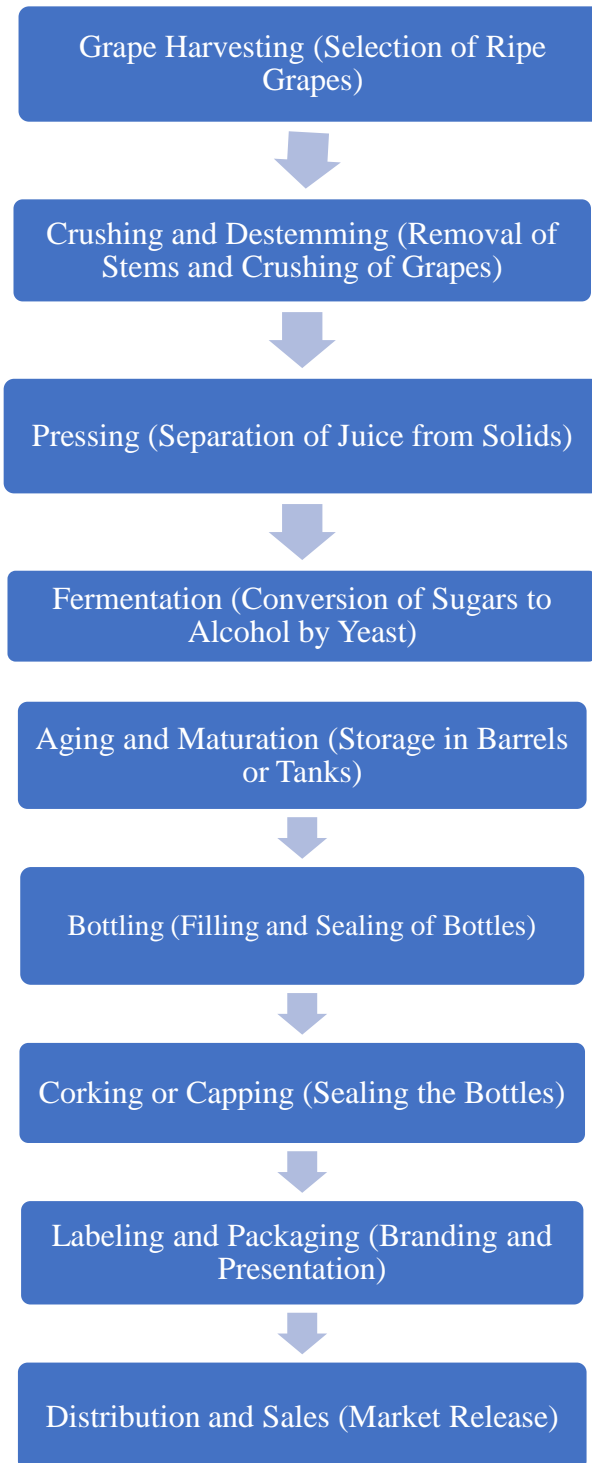 Grape Harvesting (Selection of Ripe
Grapes)
Crushing and Destemming (Removal of
Stems and Crushing of Grapes)
Pressing (Separation of Juice from Solids)
Fermentation (Conversion of Sugars to
Alcohol by Yeast)
Aging and Maturation (Storage in Barrels
or Tanks)
Bottling (Filling and Sealing of Bottles)
Corking or Capping (Sealing the Bottles)
Labeling and Packaging (Branding and
Presentation)
Distribution and Sales (Market Release)